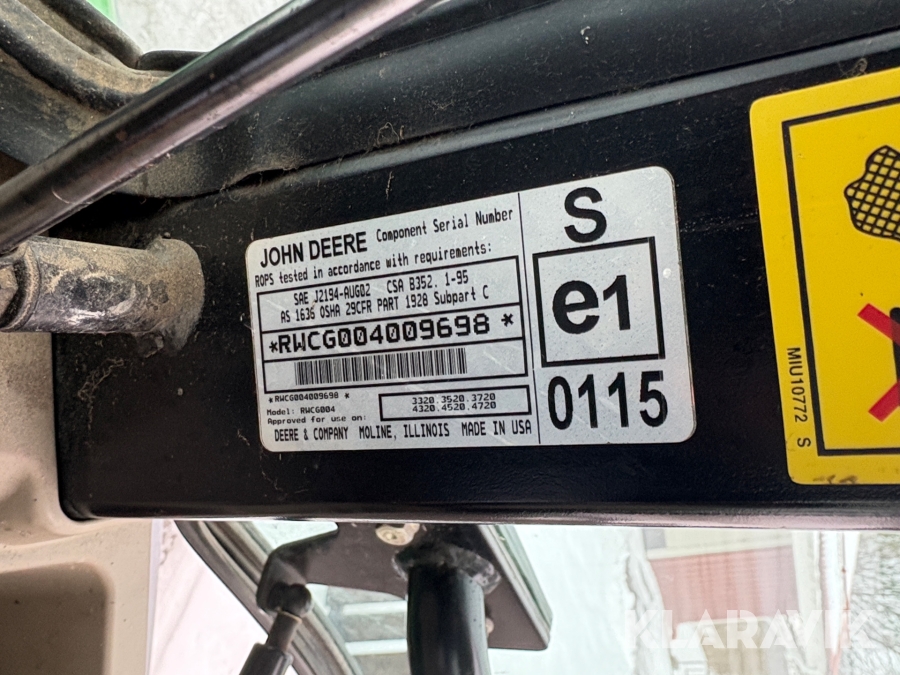 JOHN DEERE Component Serial Number
ROPS tested in accordance with requirements:
SAE J2194-AUG02 CSA B352. 1-95
AS 1636 OSHA 29CFR PART 1928 Subpart C
*RWCG004009698*
*RWCG004009698 *
Model: RWCG004
Approved for use on:
3320.3520.3720
4320.4520.4720
DEERE & COMPANY MOLINE, ILLINOIS MADE IN USA
S
e1
0115
MIU10772 S
KLARAVIK